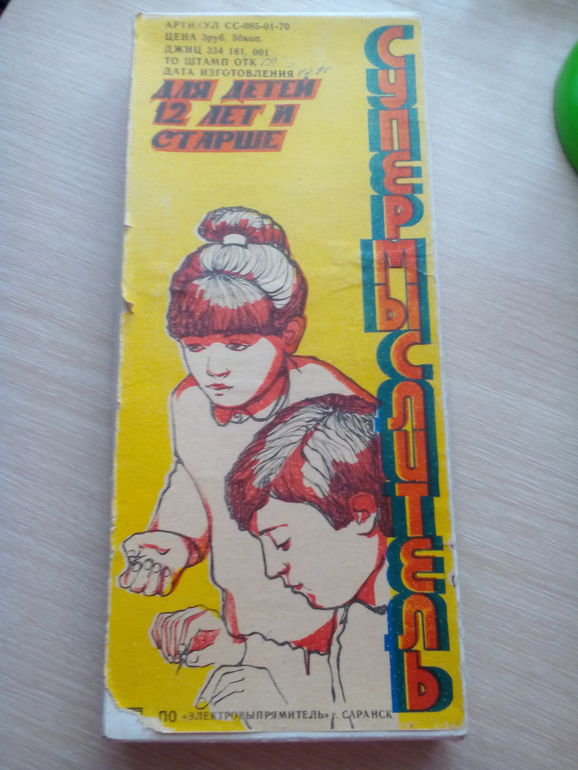 АРТИКУЛ СС-085-01-70
ЦЕНА 3руб. 50коп.
ДЖИЦ 334 161. 001
ТО ШТАМП ОТК
ДАТА ИЗГОТОВЛЕНИЯ
ДЛЯ ДЕТЕЙ
12 ЛЕТ И
СТАРШЕ
СУПЕРМЫСЛИТЕЛЬ
ПО «ЭЛЕКТРОВЫПРЯМИТЕЛЬ» г. САРАНСК